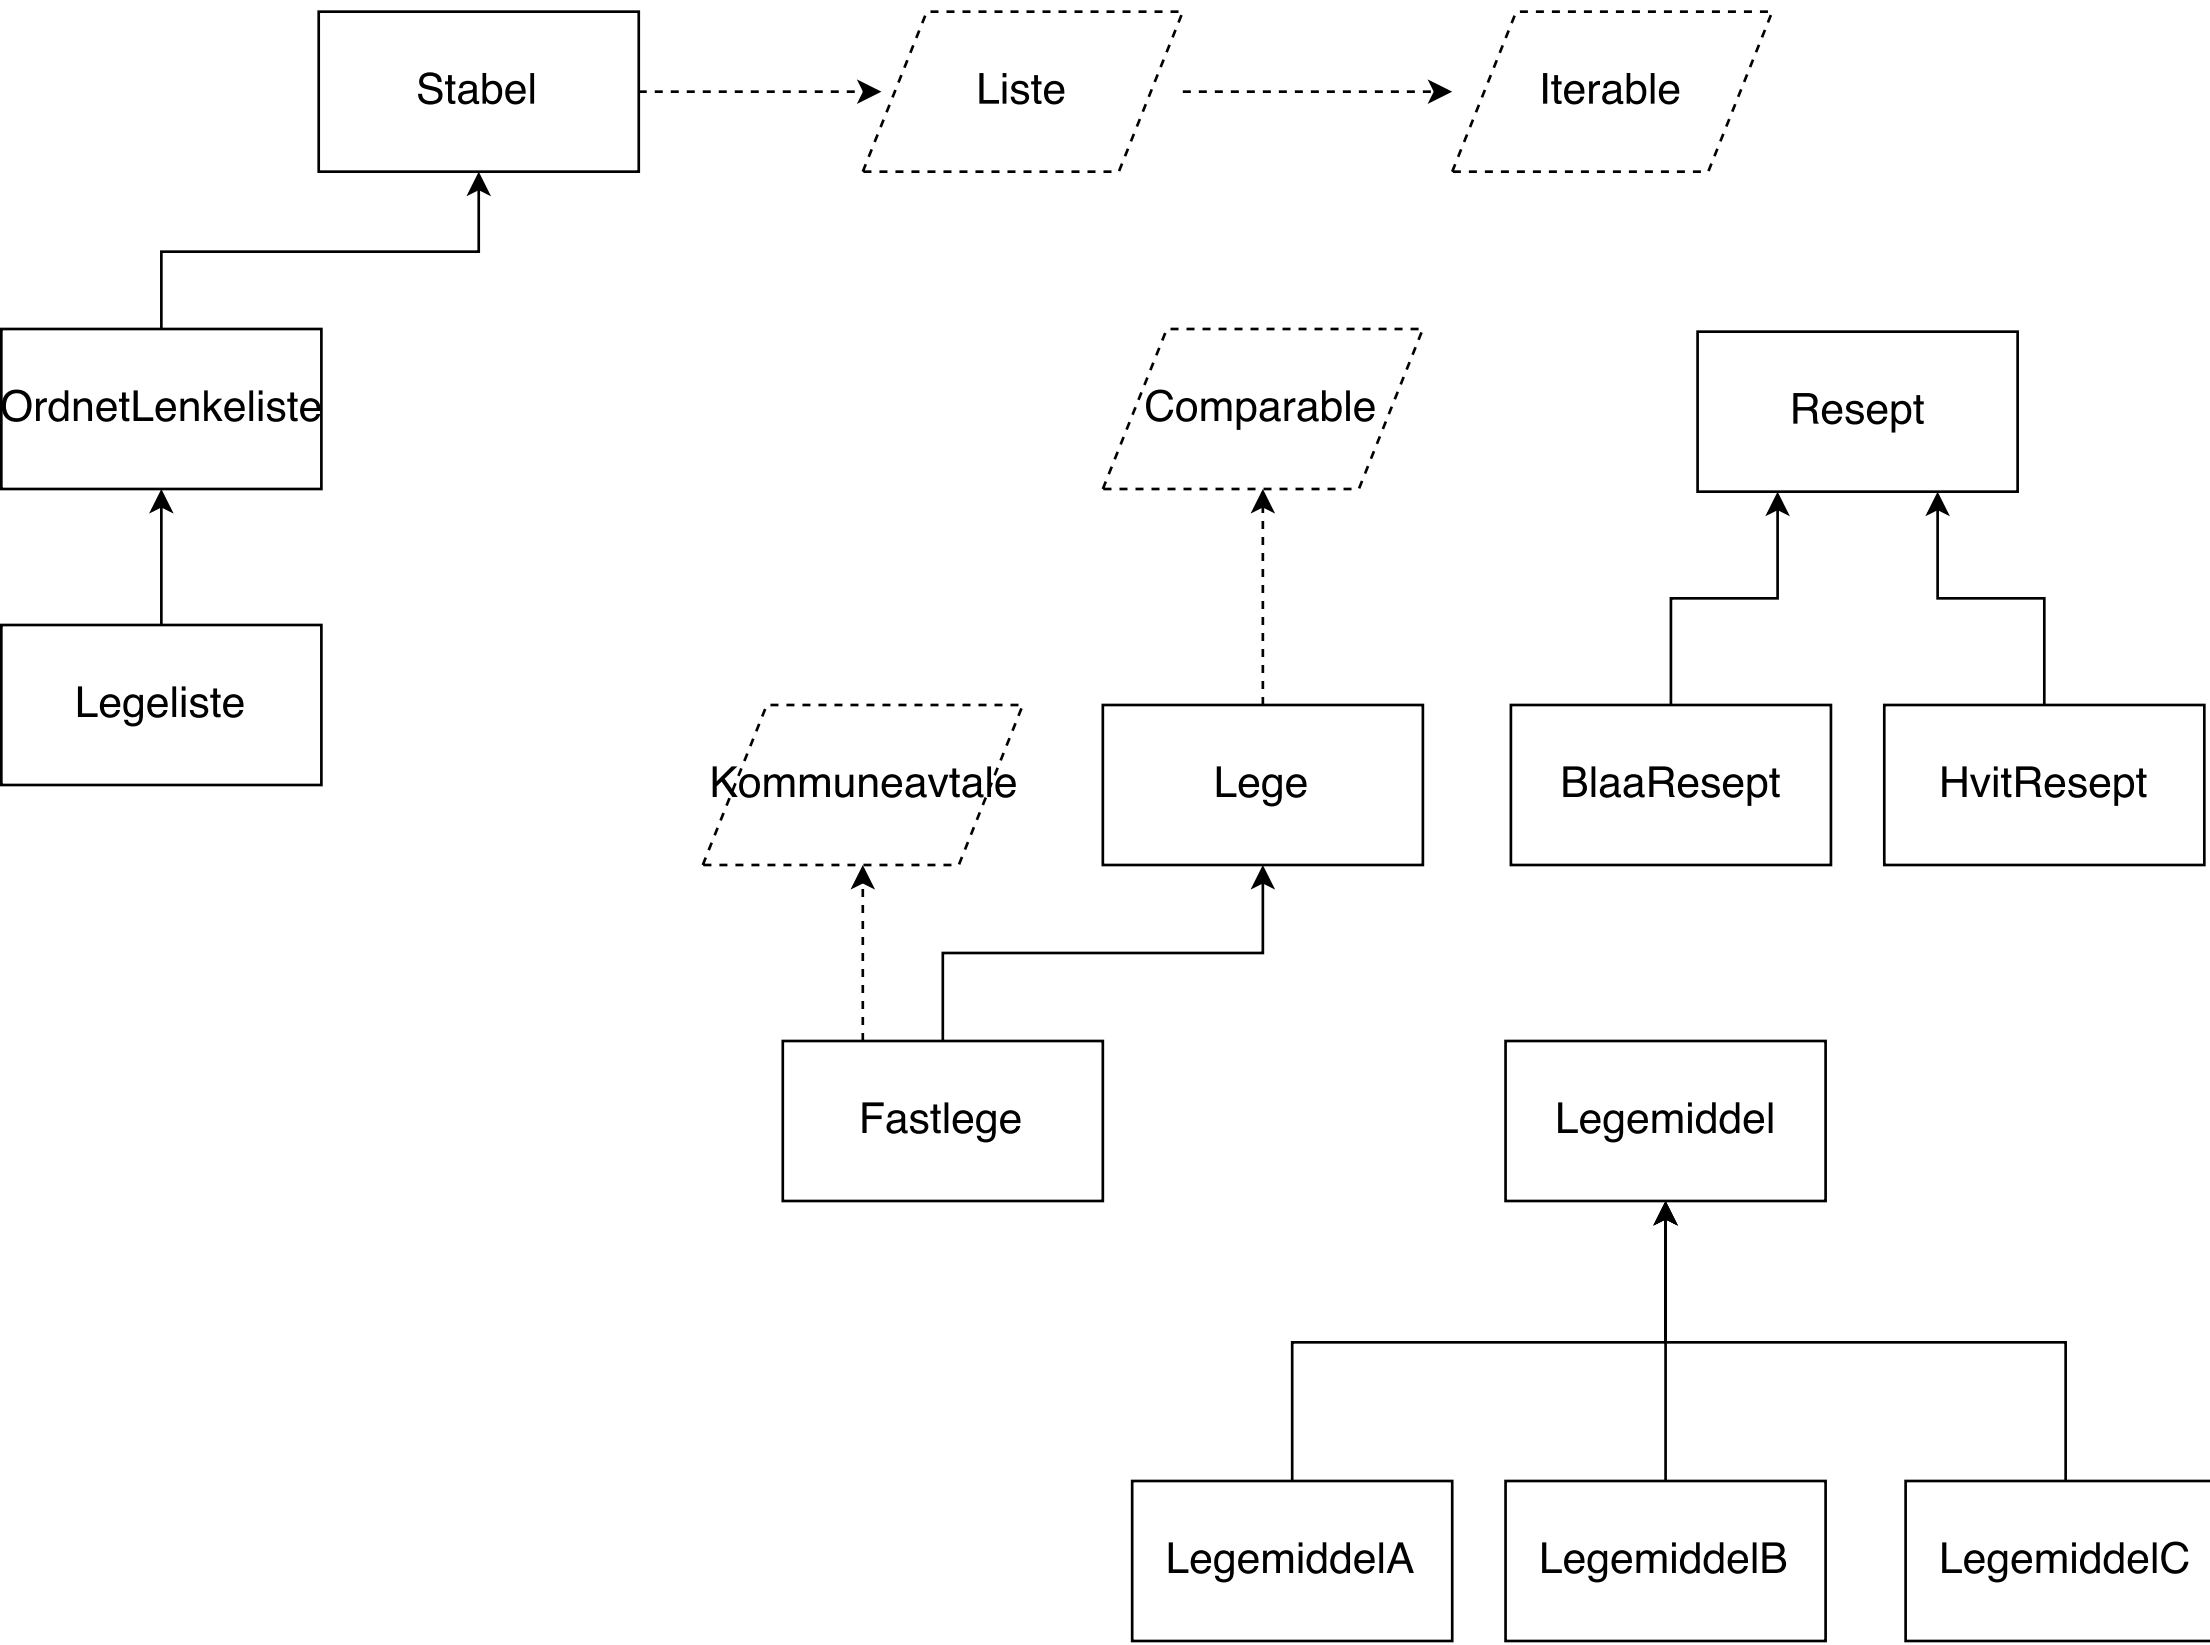 Stabel
Liste
Iterable
OrdnetLenkeliste
Comparable
Resept
Legeliste
Kommuneavtale
Lege
BlaaResept
HvitResept
Fastlege
Legemiddel
LegemiddelA
LegemiddelB
LegemiddelC